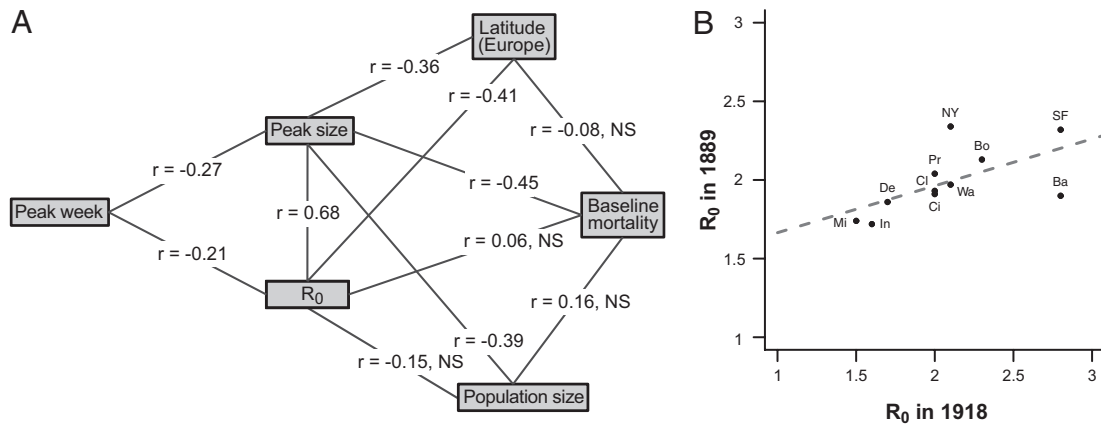 A
Latitude
(Europe)
r = -0.36
r = -0.41
Peak size
r = -0.08, NS
r = -0.27
r = -0.45
Peak week
r = 0.68
Baseline
mortality
r = 0.06, NS
r = -0.21
R0
r = 0.16, NS
r = -0.39
r = -0.15, NS
Population size
B
3
2.5
2
1.5
1
R0 in 1889
NY
SF
Bo
Pr
Cl
Wa
De
Ci
Ba
Mi
In
1
1.5
2
2.5
3
R0 in 1918